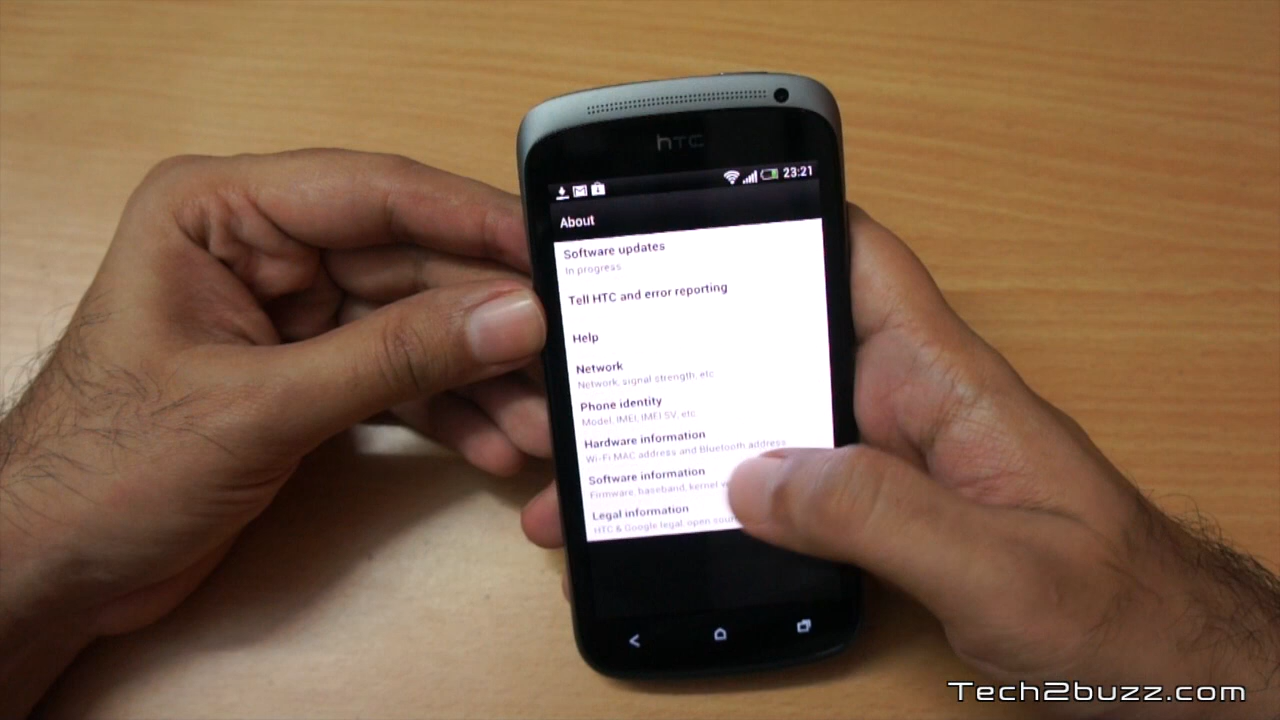 hTC
23:21
About
Software updates
In progress
Tell HTC and error reporting
Help
Network
Network, signal strength, etc
Phone identity
Model, IMEI, IMEI SV, etc
Hardware information
Wi-Fi MAC address and Bluetooth address
Software information
Firmware, baseband, kernel
Legal information
HTC & Google legal, open
Tech2buzz.com